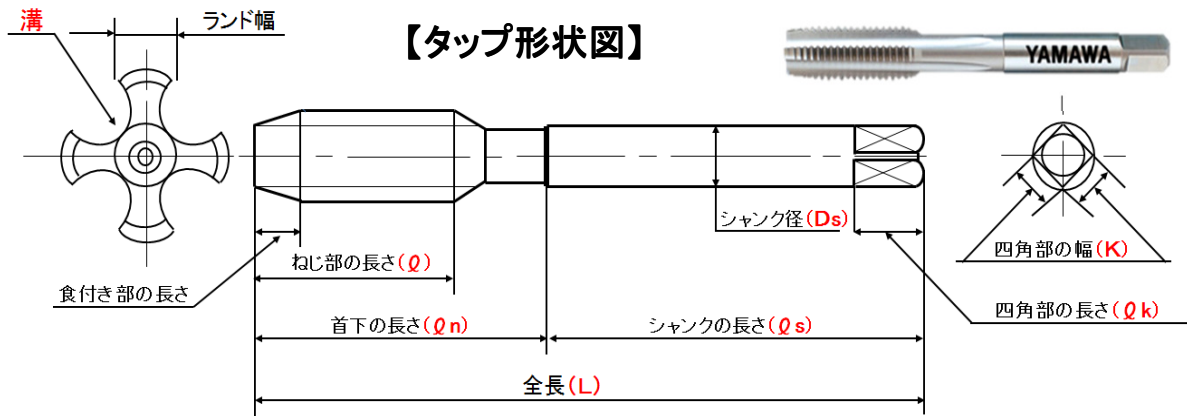 溝
ランド幅
【タップ形状図】
YAMAWA
シャンク径(Ds)
ねじ部の長さ(ℓ)
四角部の幅(K)
食付き部の長さ
四角部の長さ(ℓk)
首下の長さ(ℓn)
シャンクの長さ(ℓs)
全長(L)